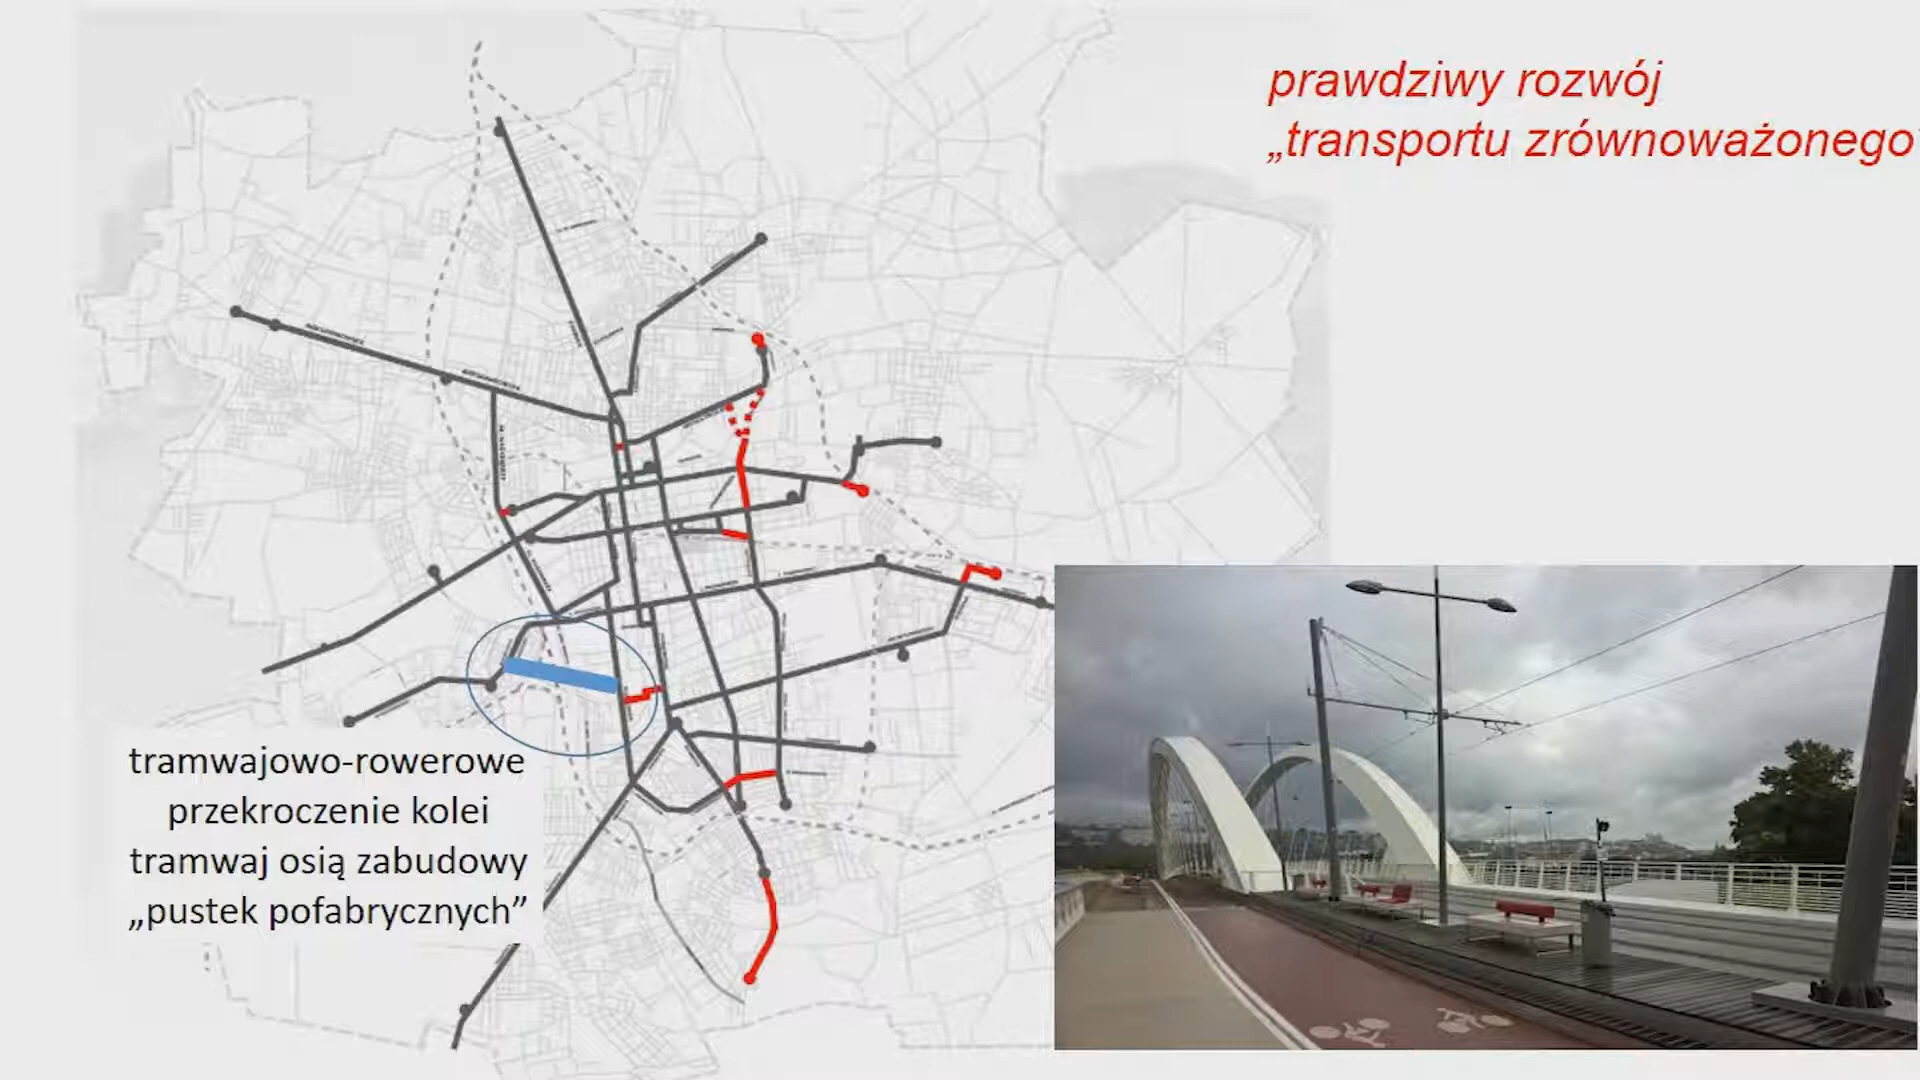 prawdziwy rozwój
„transportu zrównoważonego
tramwajowo-rowerowe
przekroczenie kolei
tramwaj osią zabudowy
„pustek pofabrycznych”